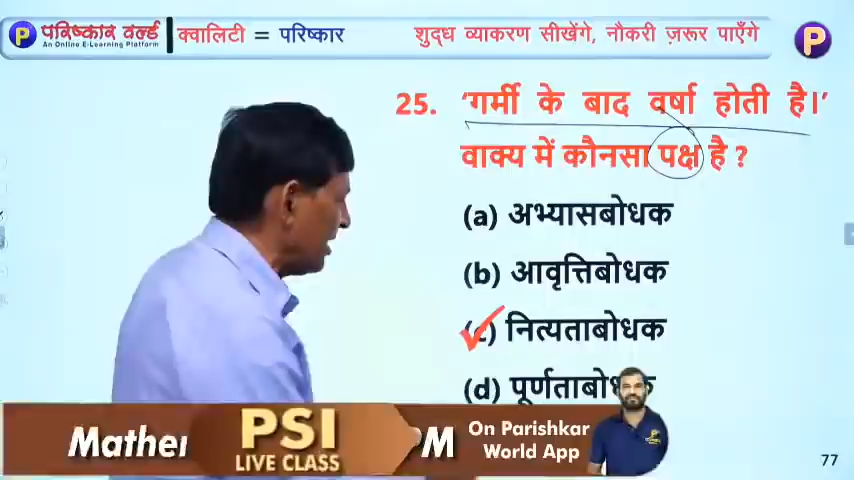 परिष्कार वर्ल्ड
An Online E-Learning Platform
क्वालिटी = परिष्कार
शुद्ध व्याकरण सीखेंगे, नौकरी ज़रूर पाएँगे
P
P
25. ‘गर्मी के बाद वर्षा होती है।’
वाक्य में कौनसा पक्ष है ?
(a) अभ्यासबोधक
(b) आवृत्तिबोधक
(c) नित्यताबोधक
(d)
PSI
LIVE CLASS
On Parishkar
World App
77